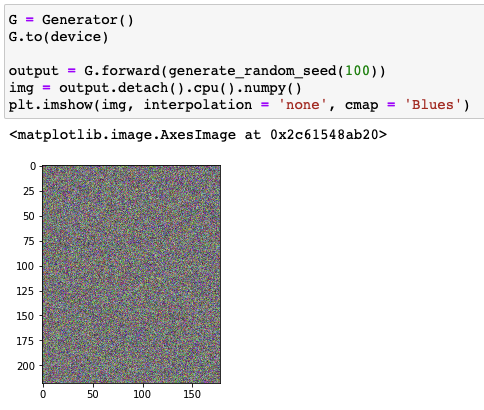 G = Generator()
G.to(device)
output = G.forward(generate_random_seed(100))
img = output.detach().cpu().numpy()
plt.imshow(img, interpolation = 'none', cmap = 'Blues')
<matplotlib.image.AxesImage at 0x2c61548ab20>
0
25
50
75
100
125
150
175
200
0 50 100 150